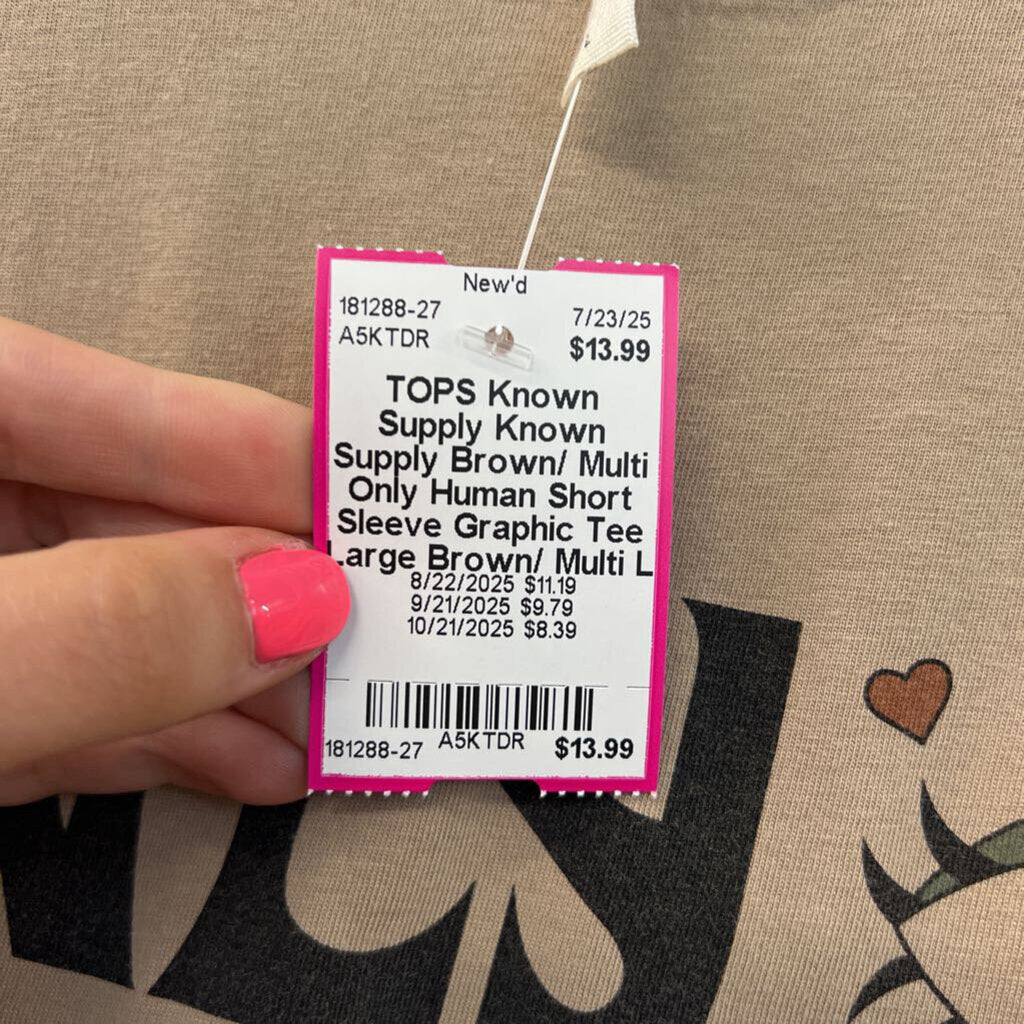 New'd
181288-27 7/23/25
A5KTDR $13.99
TOPS Known
Supply Known
Supply Brown/ Multi
Only Human Short
Sleeve Graphic Tee
Large Brown/ Multi L
8/22/2025 $11.19
9/21/2025 $9.79
10/21/2025 $8.39
181288-27 A5KTDR $13.99